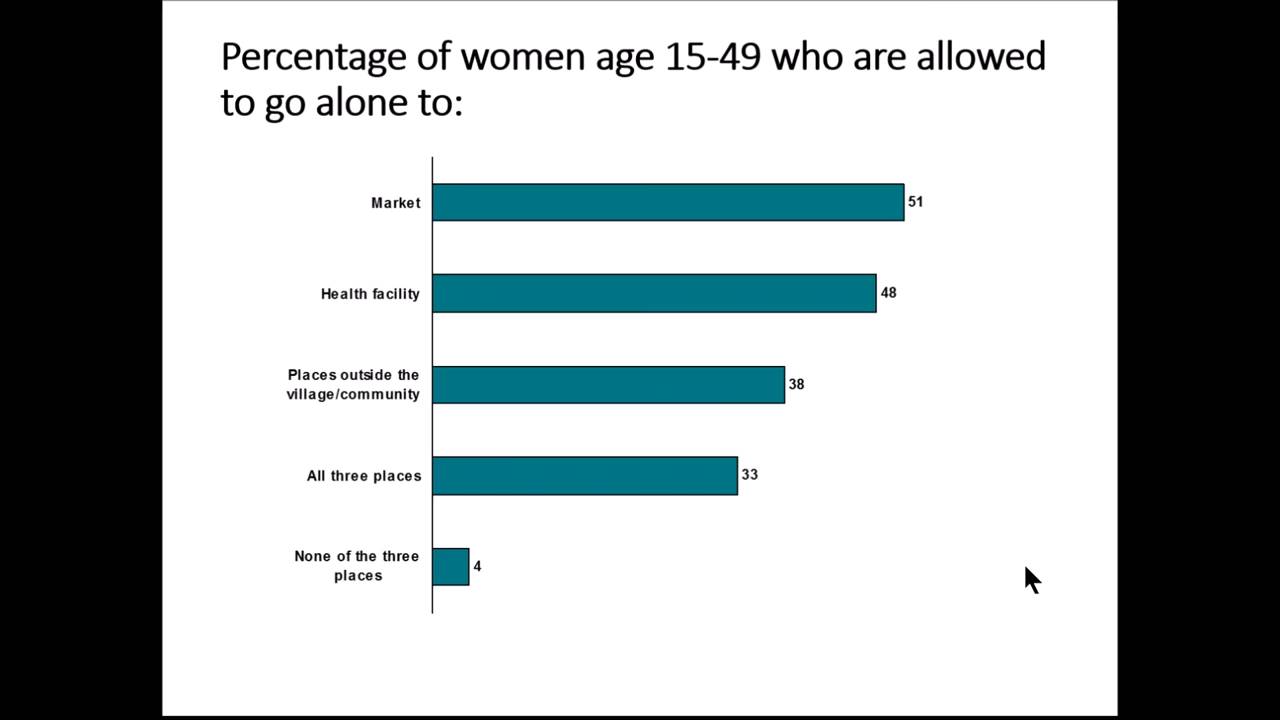 Percentage of women age 15-49 who are allowed
to go alone to:
Market
51
Health facility
48
Places outside the
village/community
38
All three places
33
None of the three
places
4